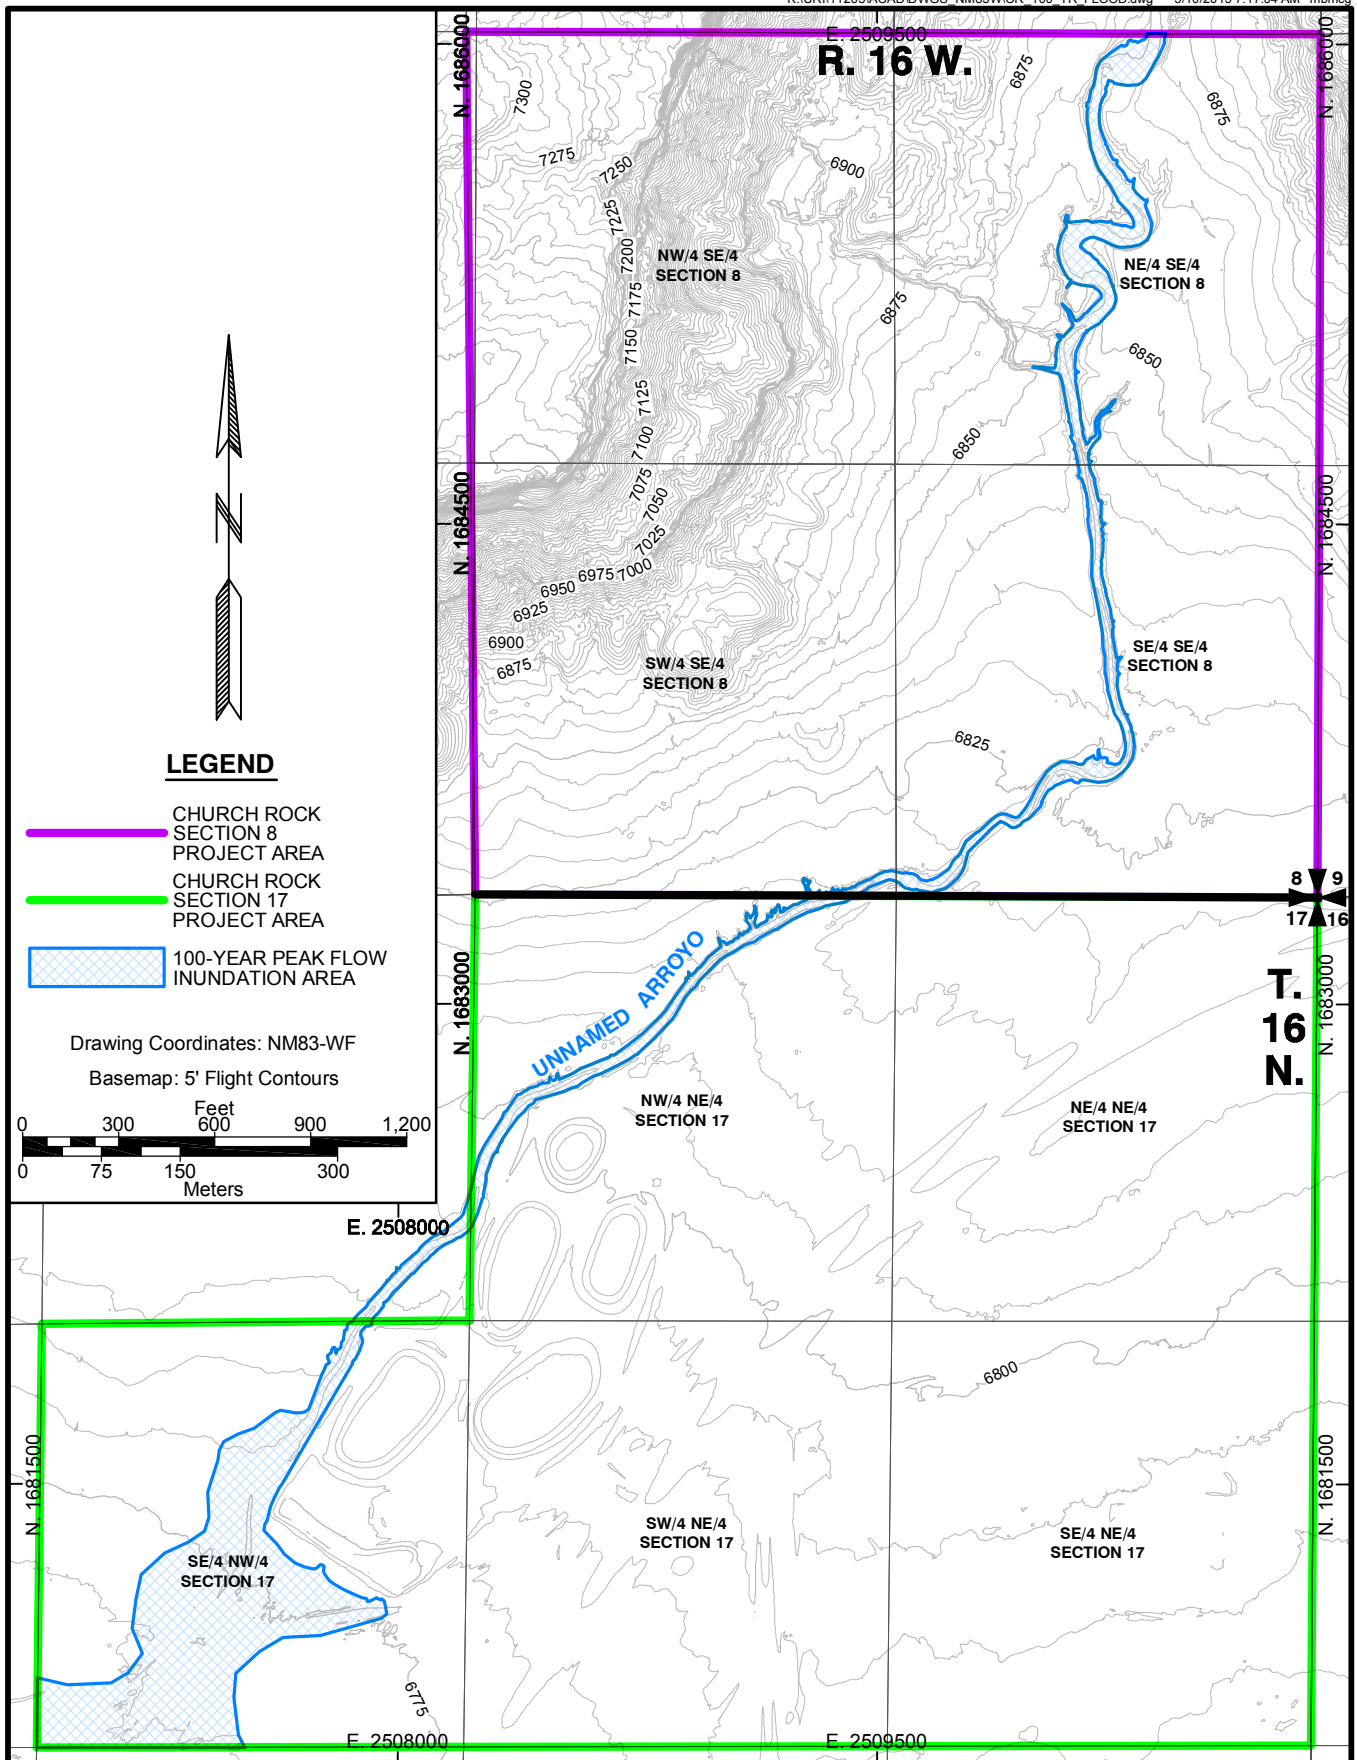 E. 2509500
R. 16 W.
N. 1686000
N. 1686000
7300
6875
6875
7275
7250
6900
7225
7200
NW/4 SE/4
SECTION 8
NE/4 SE/4
SECTION 8
7175
6875
7150
6850
7125
7100
6850
7075
7050
N. 1684500
N. 1684500
7025
7000
6975
6950
6925
6900
6875
SW/4 SE/4
SECTION 8
SE/4 SE/4
SECTION 8
6825
LEGEND
CHURCH ROCK
SECTION 8
PROJECT AREA
CHURCH ROCK
SECTION 17
PROJECT AREA
100-YEAR PEAK FLOW
INUNDATION AREA
Drawing Coordinates: NM83-WF
Basemap: 5' Flight Contours
Feet
0 300 600 900 1,200
0 75 150 300
Meters
8 9
17 16
UNNAMED ARROYO
N. 1683000
N. 1683000
T.
16
N.
NW/4 NE/4
SECTION 17
NE/4 NE/4
SECTION 17
E. 2508000
6800
N. 1681500
N. 1681500
SW/4 NE/4
SECTION 17
SE/4 NE/4
SECTION 17
SE/4 NW/4
SECTION 17
6775
E. 2508000
E. 2509500